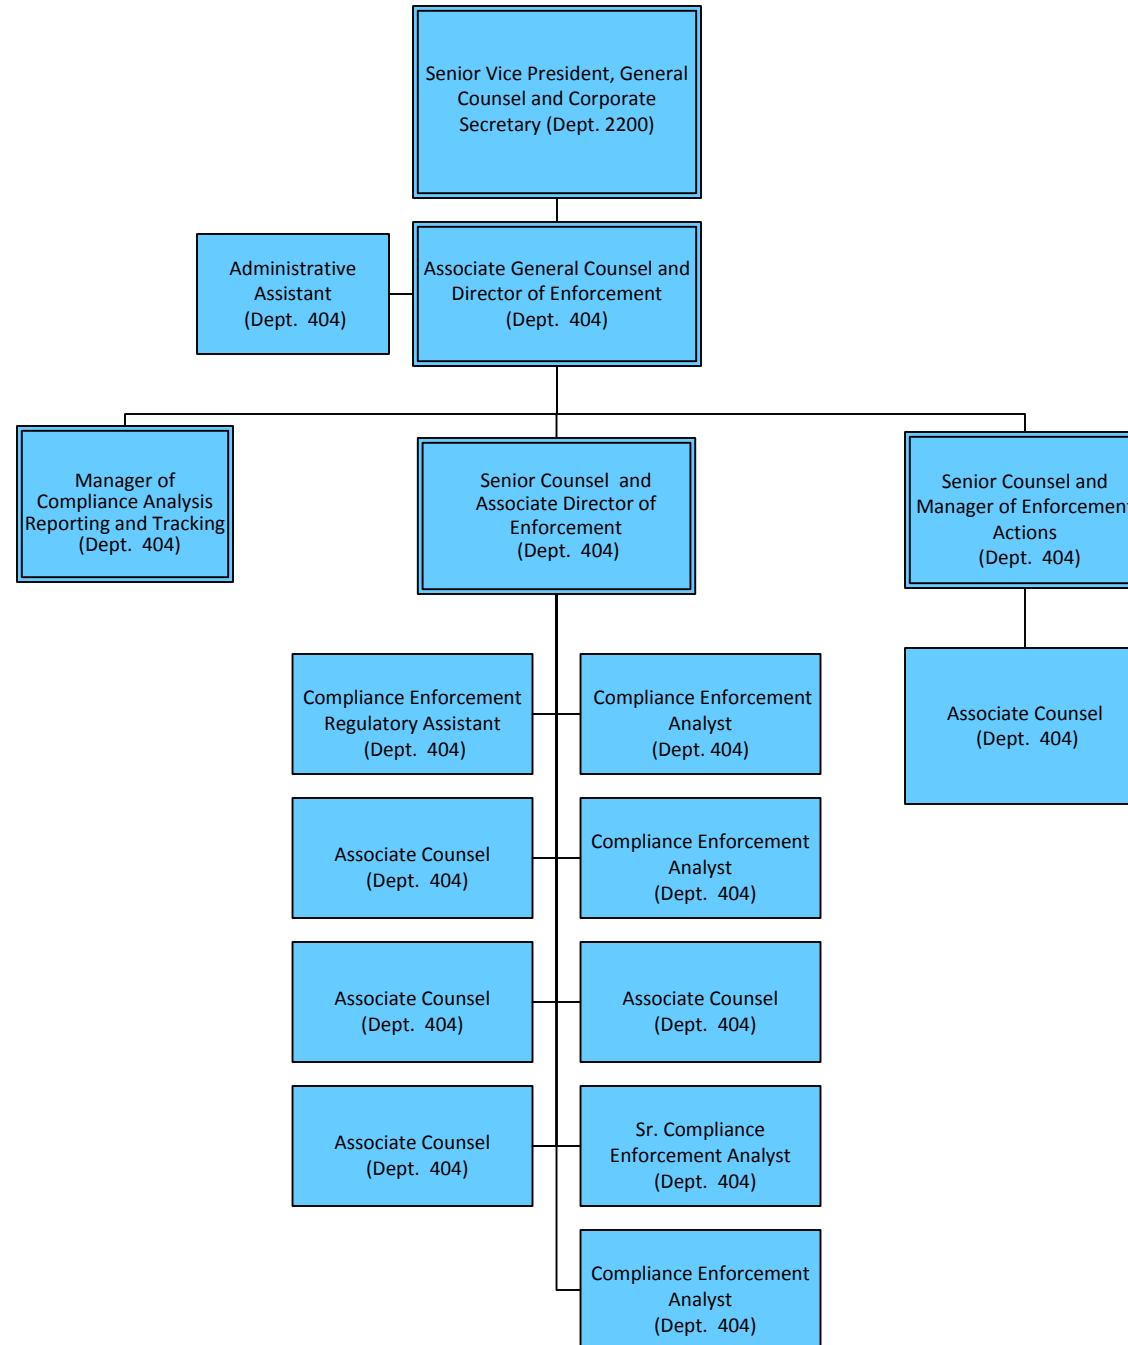 Senior Vice President, General
Counsel and Corporate
Secretary (Dept. 2200)
Administrative
Assistant
(Dept.  404)
Associate General Counsel and
Director of Enforcement
(Dept.  404)
Manager of
Compliance Analysis
Reporting and Tracking
(Dept.  404)
Senior Counsel  and
Associate Director of
Enforcement
(Dept.  404)
Senior Counsel and
Manager of Enforcement
Actions
(Dept.  404)
Compliance Enforcement
Regulatory Assistant
(Dept.  404)
Compliance Enforcement
Analyst
(Dept. 404)
Associate Counsel
(Dept.  404)
Associate Counsel
(Dept.  404)
Compliance Enforcement
Analyst
(Dept.  404)
Associate Counsel
(Dept.  404)
Associate Counsel
(Dept.  404)
Associate Counsel
(Dept.  404)
Sr. Compliance
Enforcement Analyst
(Dept.  404)
Compliance Enforcement
Analyst
(Dept.  404)